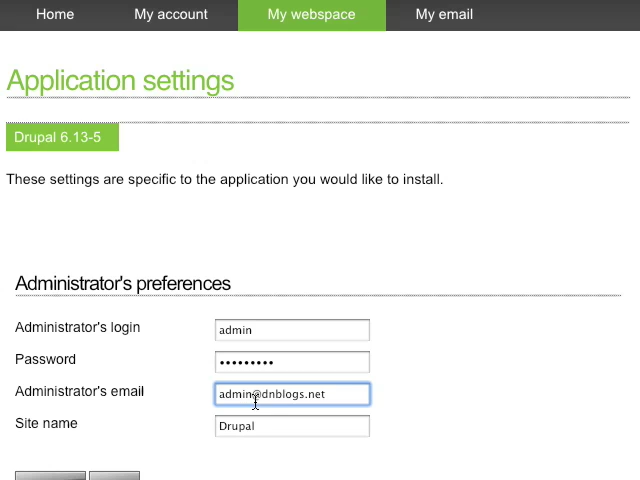 Home My account My webspace My email
Application settings
Drupal 6.13-5
These settings are specific to the application you would like to install.
Administrator's preferences
Administrator's login admin
Password •••••••••
Administrator's email admin@dnblogs.net
Site name Drupal